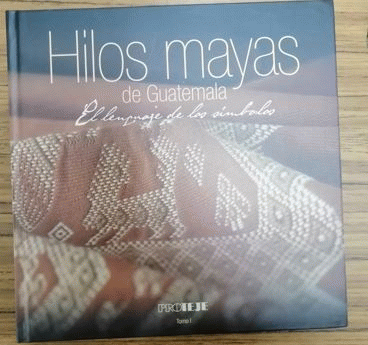 Hilos mayas
de Guatemala
El lenguaje de los símbolos
PROTEJE
Tomo I